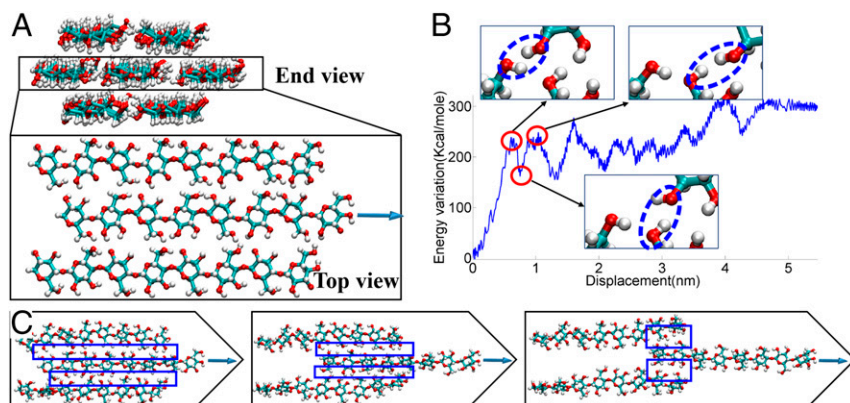 A
End view
Top view
B
Energy variation(Kcal/mole)
300
200
100
0
0 1 2 3 4 5
Displacement(nm)
C